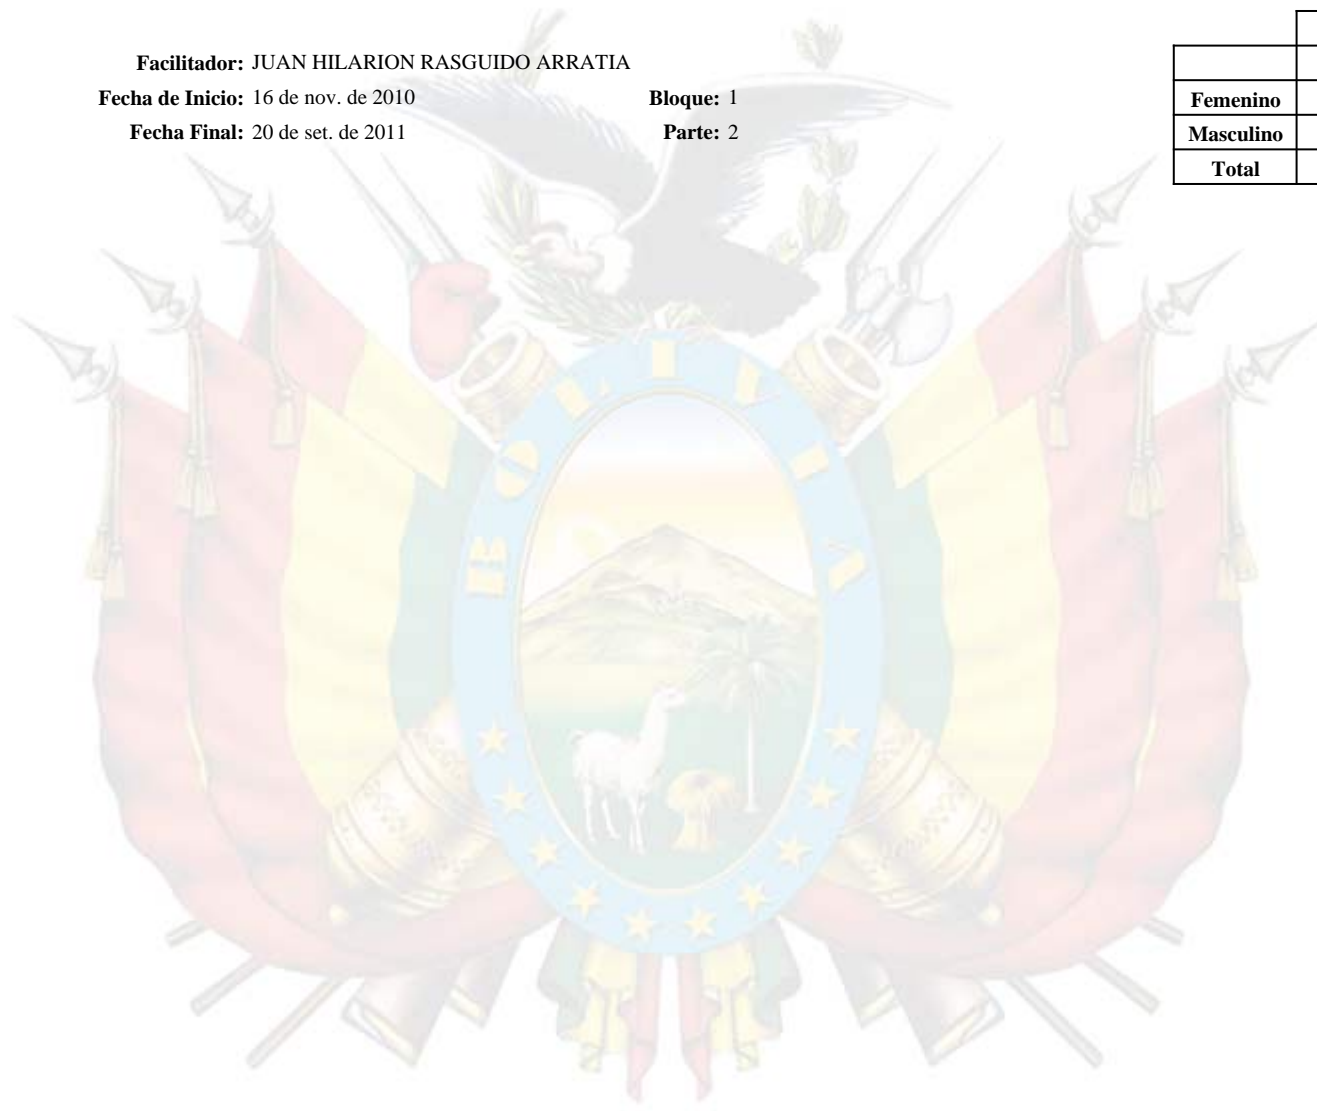 Facilitador: JUAN HILARION RASGUIDO ARRATIA
Fecha de Inicio: 16 de nov. de 2010 Bloque: 1
Fecha Final: 20 de set. de 2011 Parte: 2
Femenino
Masculino
Total
BOLIVIA